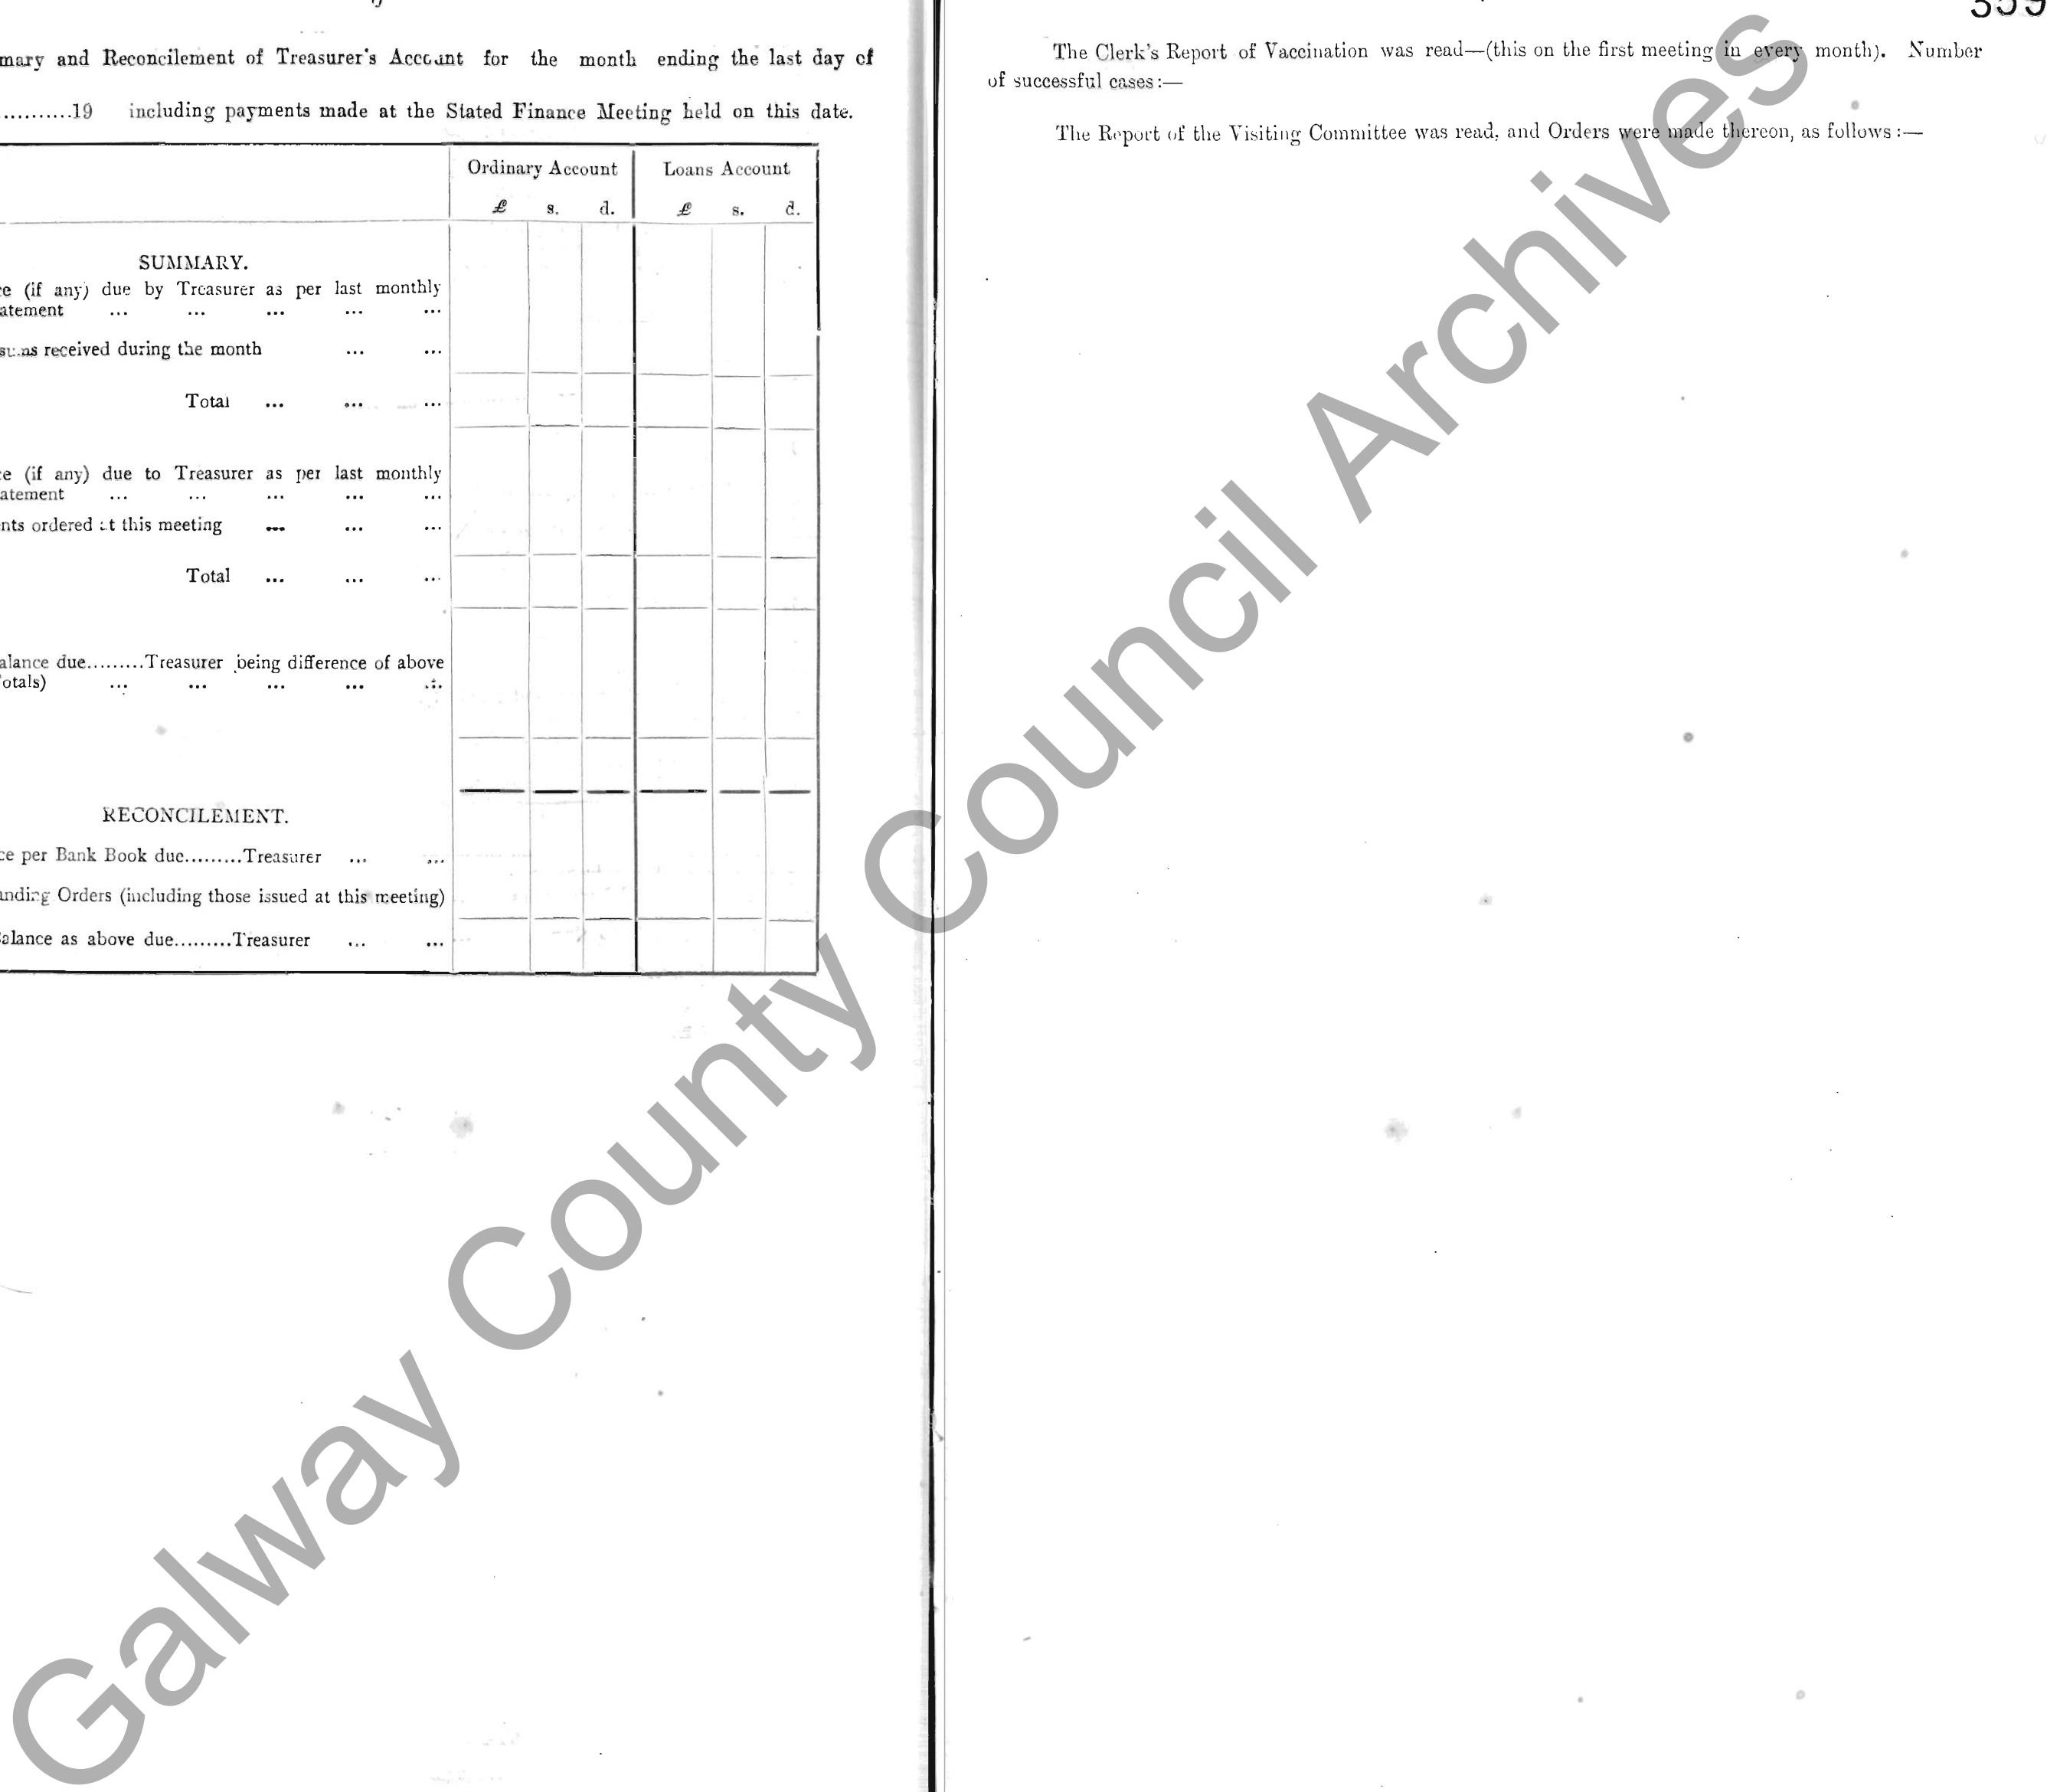 mary and Reconcilement of Treasurer's Account for the month ending the last day of
...........19 including payments made at the Stated Finance Meeting held on this date.
Ordinary Account Loans Account
£ s. d. £ s. d.
SUMMARY.
ce (if any) due by Treasurer as per last monthly
atement ... ... ... ... ...
sums received during the month ... ...
Total ... ... ...
ce (if any) due to Treasurer as per last monthly
atement ... ... ... ... ...
nts ordered at this meeting ... ... ...
Total ... ... ...
alance due.........Treasurer being difference of above
otals) ... ... ... ... ...
RECONCILEMENT.
ce per Bank Book due.........Treasurer ... ...
anding Orders (including those issued at this meeting)
alance as above due.........Treasurer ... ...
359
The Clerk's Report of Vaccination was read—(this on the first meeting in every month). Number
of successful cases:—
The Report of the Visiting Committee was read, and Orders were made thereon, as follows:—
Galway County Council Archives